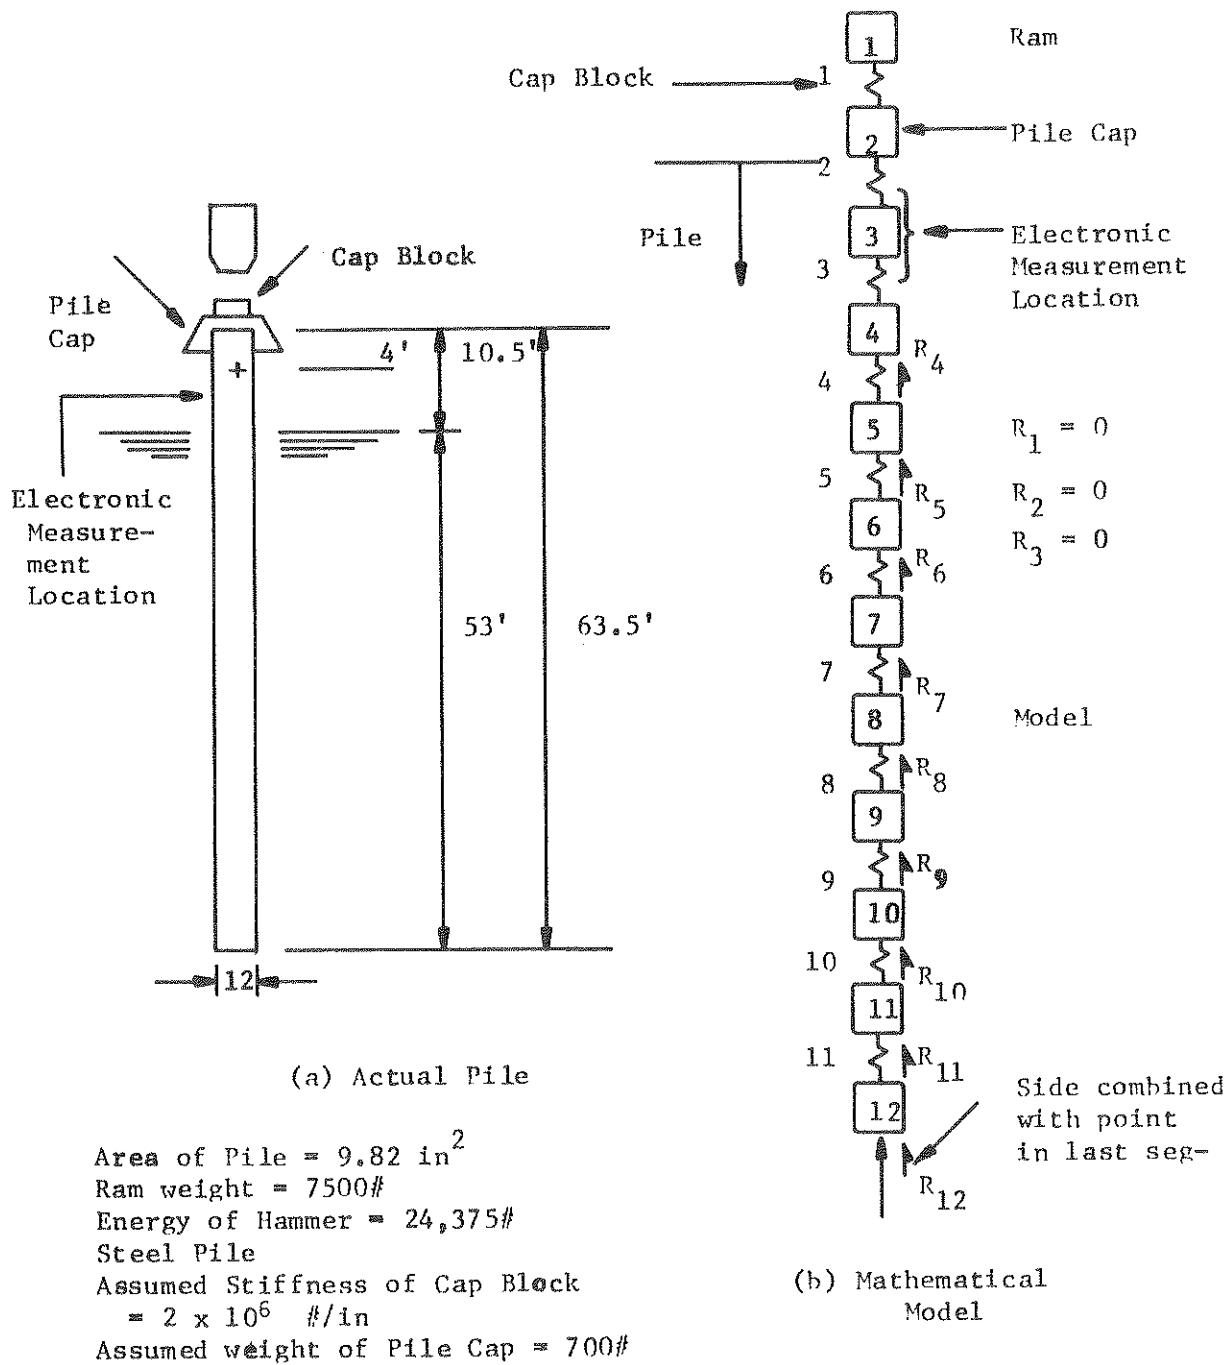 Cap Block
Pile
Cap
4'
10.5'
Electronic
Measure-
ment
Location
53'
63.5'
12
(a) Actual Pile
Area of Pile = 9.82 in2
Ram weight = 7500#
Energy of Hammer = 24,375#
Steel Pile
Assumed Stiffness of Cap Block
= 2 x 10^6 #/in
Assumed weight of Pile Cap = 700#
1
Ram
Cap Block
1
2
Pile Cap
2
Pile
3
Electronic
Measurement
Location
3
4
R4
4
5
R1 = 0
5
R5
R2 = 0
6
R3 = 0
6
R6
7
7
R7
8
Model
8
R8
9
9
R9
10
10
R10
11
11
R11
12
Side combined
with point
in last seg-
R12
(b) Mathematical
Model